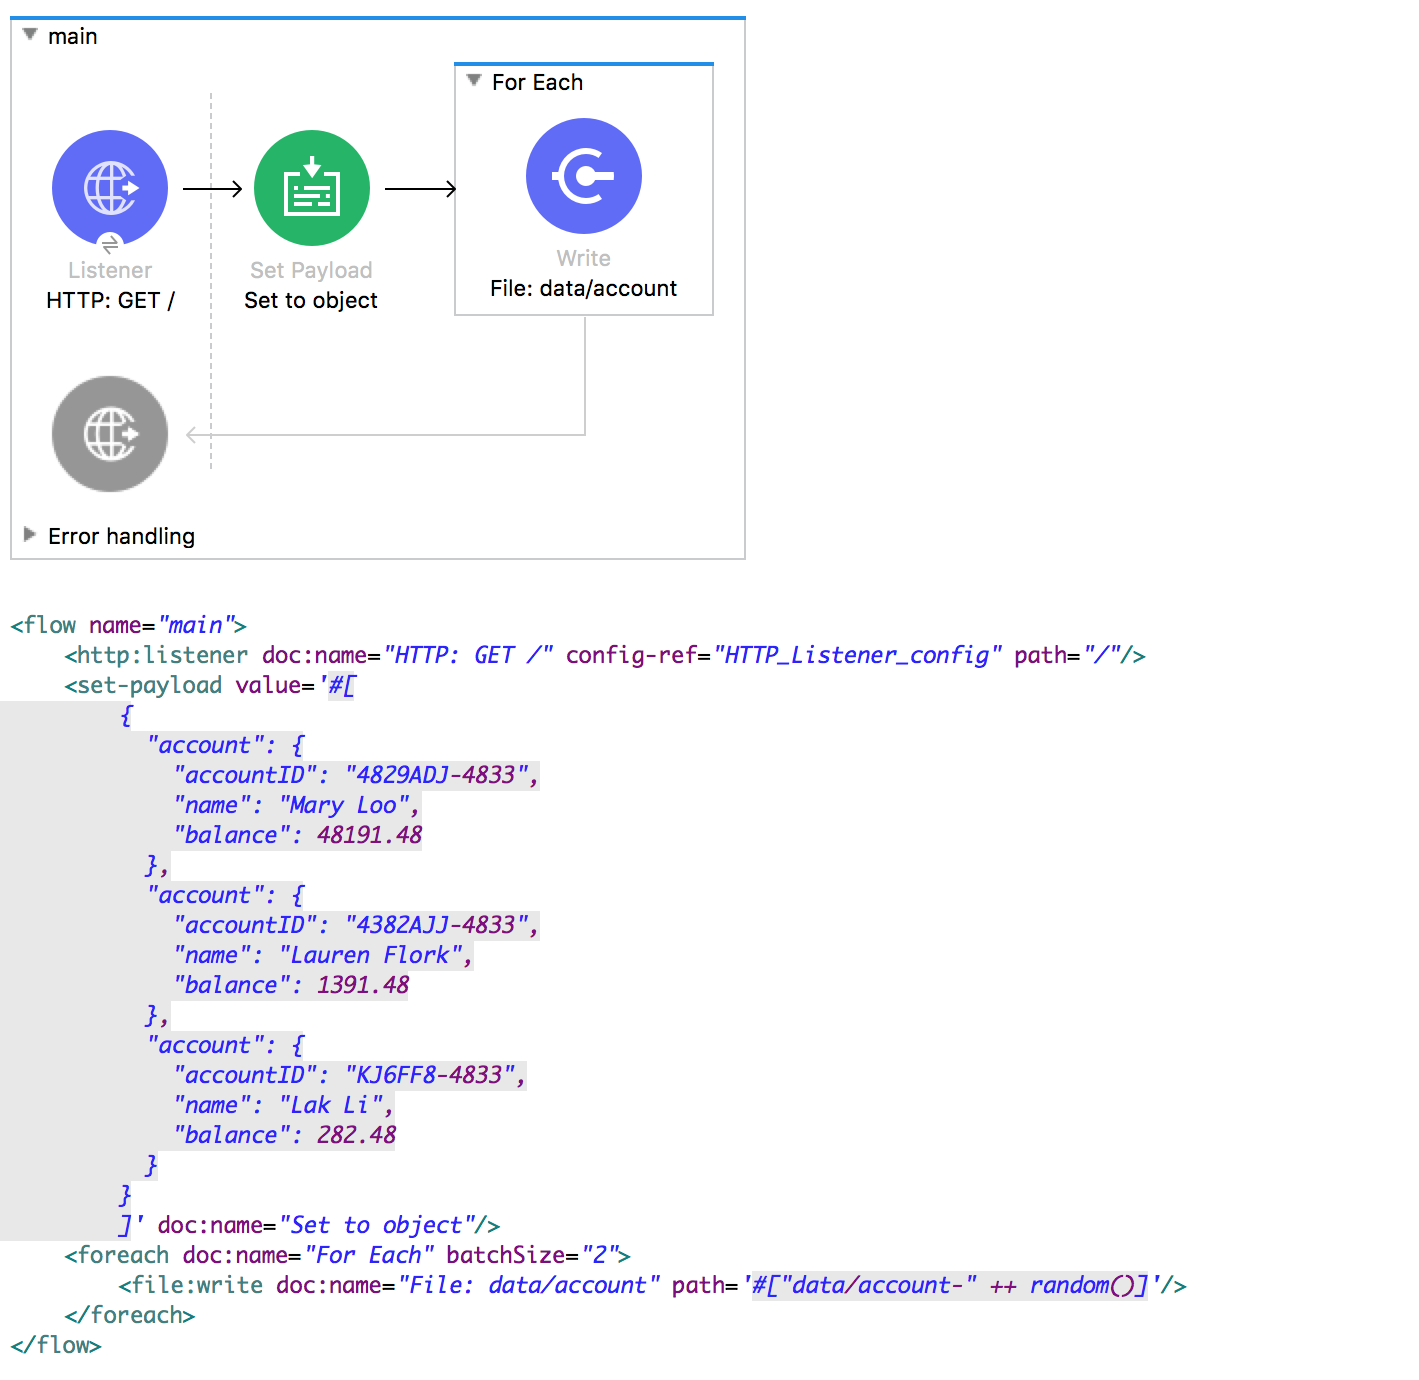 main
For Each
Listener
HTTP: GET /
Set Payload
Set to object
Write
File: data/account
Error handling
<flow name="main">
<http:listener doc:name="HTTP: GET /" config-ref="HTTP_Listener_config" path="/"/>
<set-payload value='#[
{
"account": {
"accountID": "4829ADJ-4833",
"name": "Mary Loo",
"balance": 48191.48
},
"account": {
"accountID": "4382AJJ-4833",
"name": "Lauren Flork",
"balance": 1391.48
},
"account": {
"accountID": "KJ6FF8-4833",
"name": "Lak Li",
"balance": 282.48
}
}
]' doc:name="Set to object"/>
<foreach doc:name="For Each" batchSize="2">
<file:write doc:name="File: data/account" path='#["data/account-" ++ random()]'/>
</foreach>
</flow>